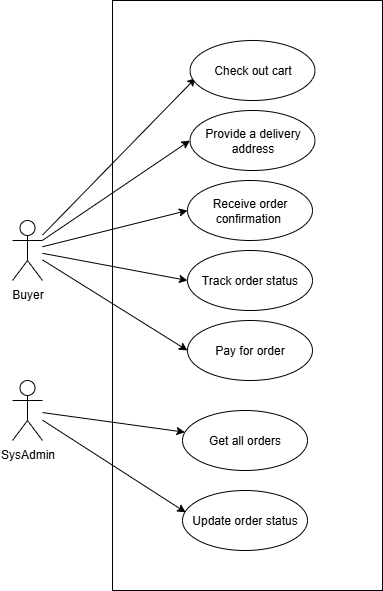 Check out cart
Provide a delivery
address
Receive order
confirmation
Buyer
Track order status
Pay for order
Get all orders
SysAdmin
Update order status